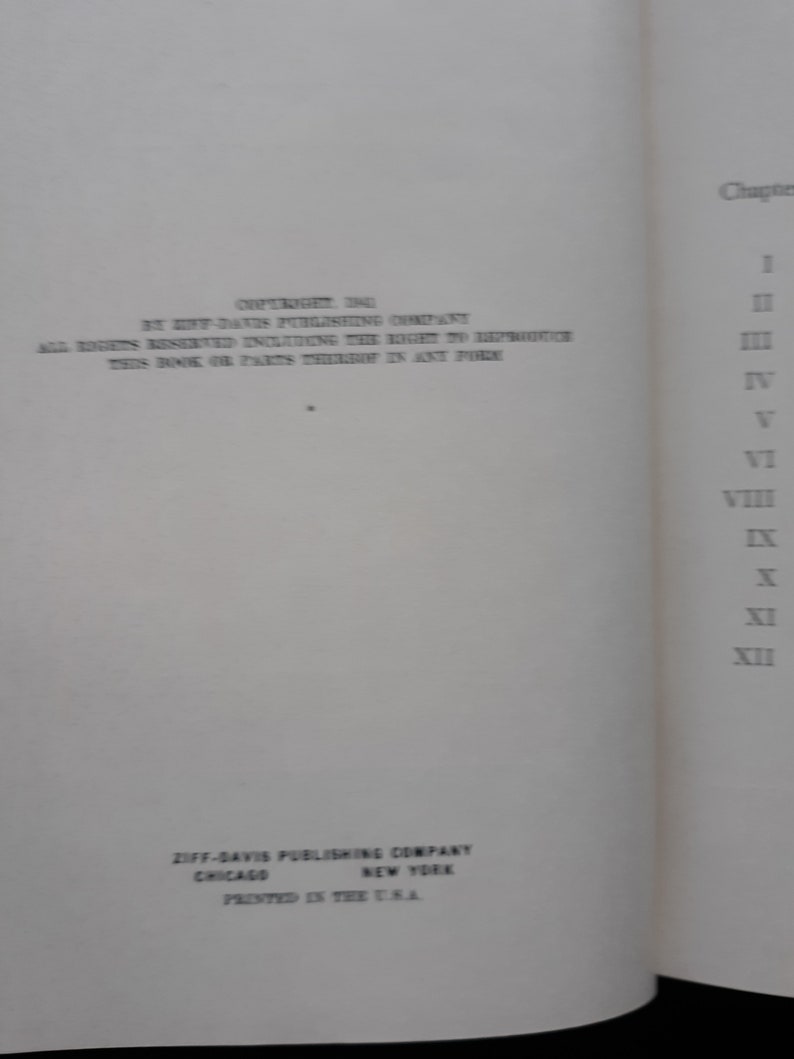 COPYRIGHT, 1941
BY ZIFF-DAVIS PUBLISHING COMPANY
ALL RIGHTS RESERVED INCLUDING THE RIGHT TO REPRODUCE
THIS BOOK OR PARTS THEREOF IN ANY FORM
ZIFF-DAVIS PUBLISHING COMPANY
CHICAGO NEW YORK
PRINTED IN THE U.S.A.
Chapter
I
II
III
IV
V
VI
VIII
IX
X
XI
XII